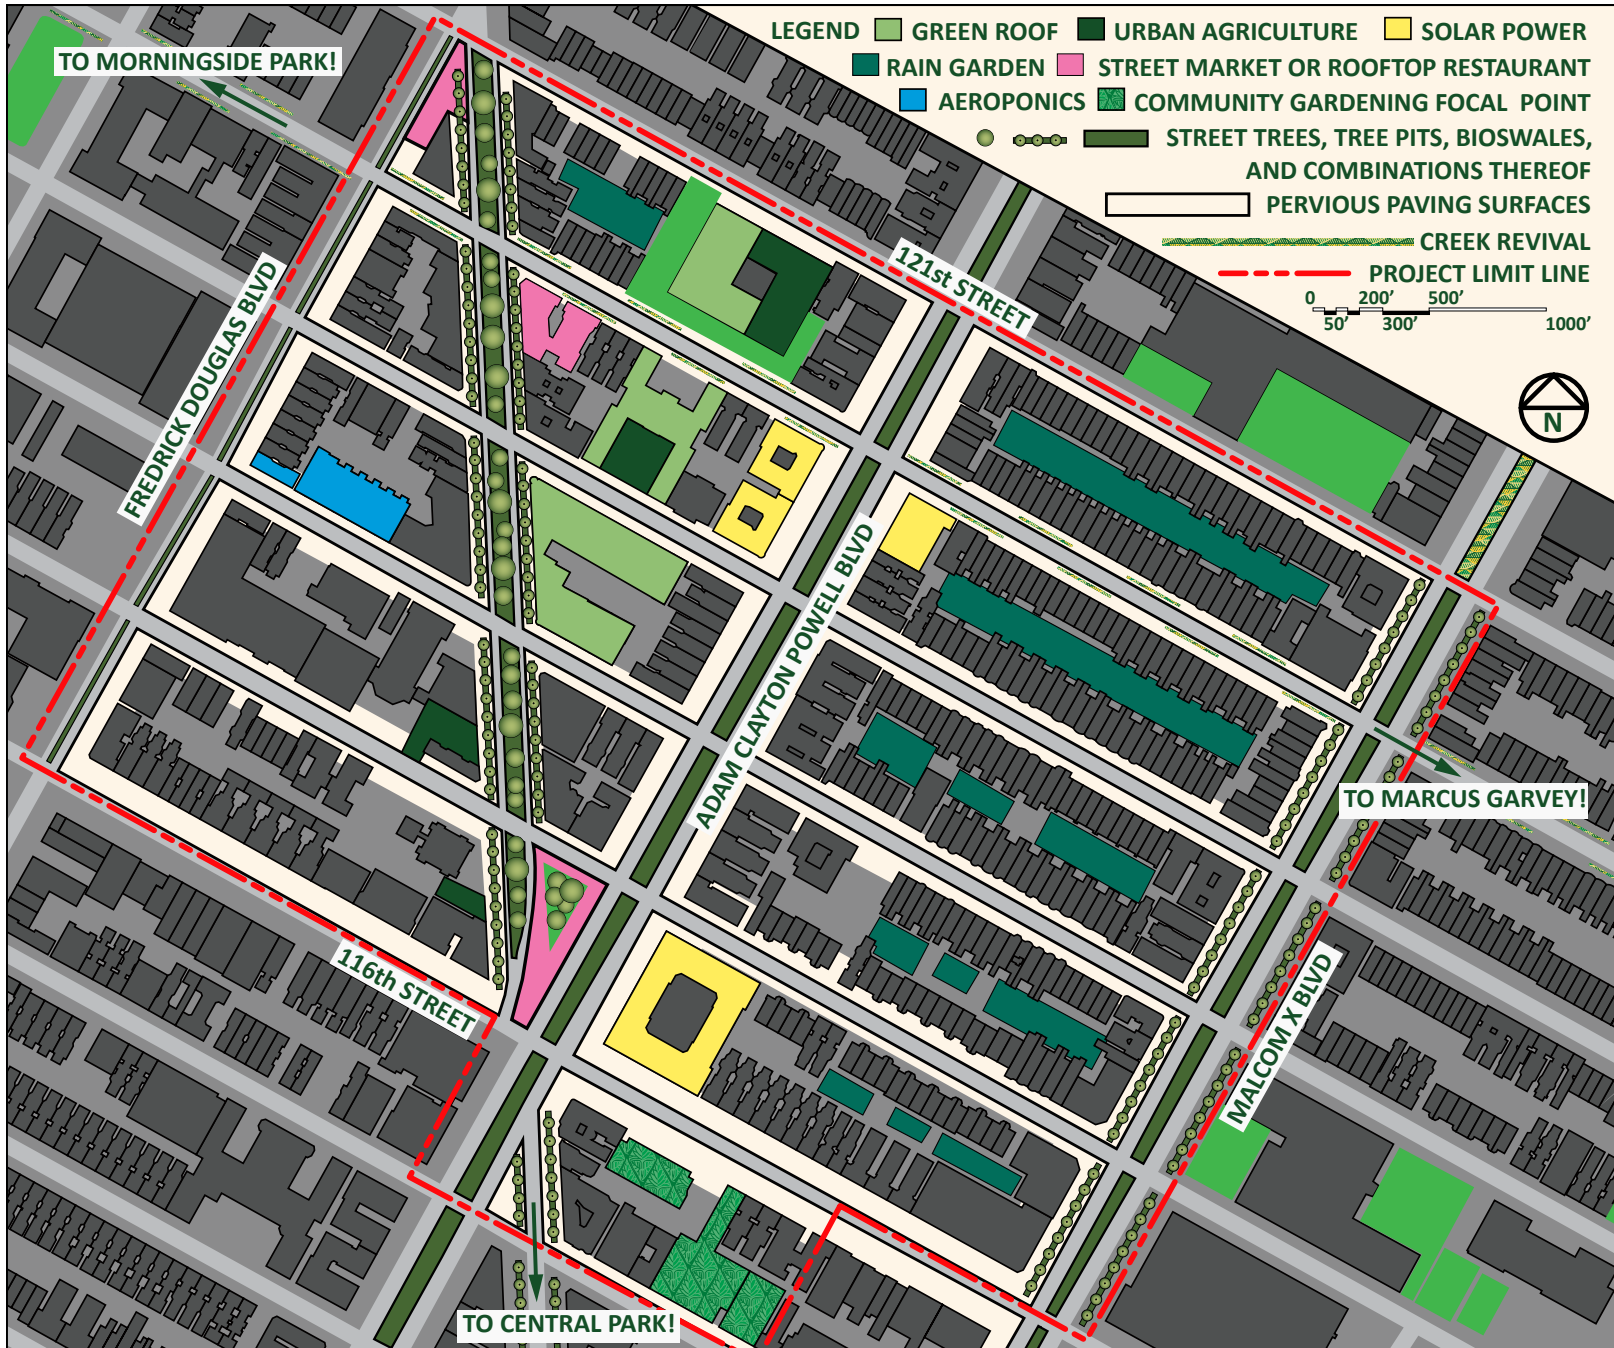 LEGEND GREEN ROOF URBAN AGRICULTURE SOLAR POWER
RAIN GARDEN STREET MARKET OR ROOFTOP RESTAURANT
AEROPONICS COMMUNITY GARDENING FOCAL POINT
STREET TREES, TREE PITS, BIOSWALES,
AND COMBINATIONS THEREOF
PERVIOUS PAVING SURFACES
CREEK REVIVAL
PROJECT LIMIT LINE
0 200' 500'
50' 300' 1000'
N
TO MORNINGSIDE PARK!
121st STREET
FREDRICK DOUGLAS BLVD
ADAM CLAYTON POWELL BLVD
TO MARCUS GARVEY!
116th STREET
MALCOM X BLVD
TO CENTRAL PARK!